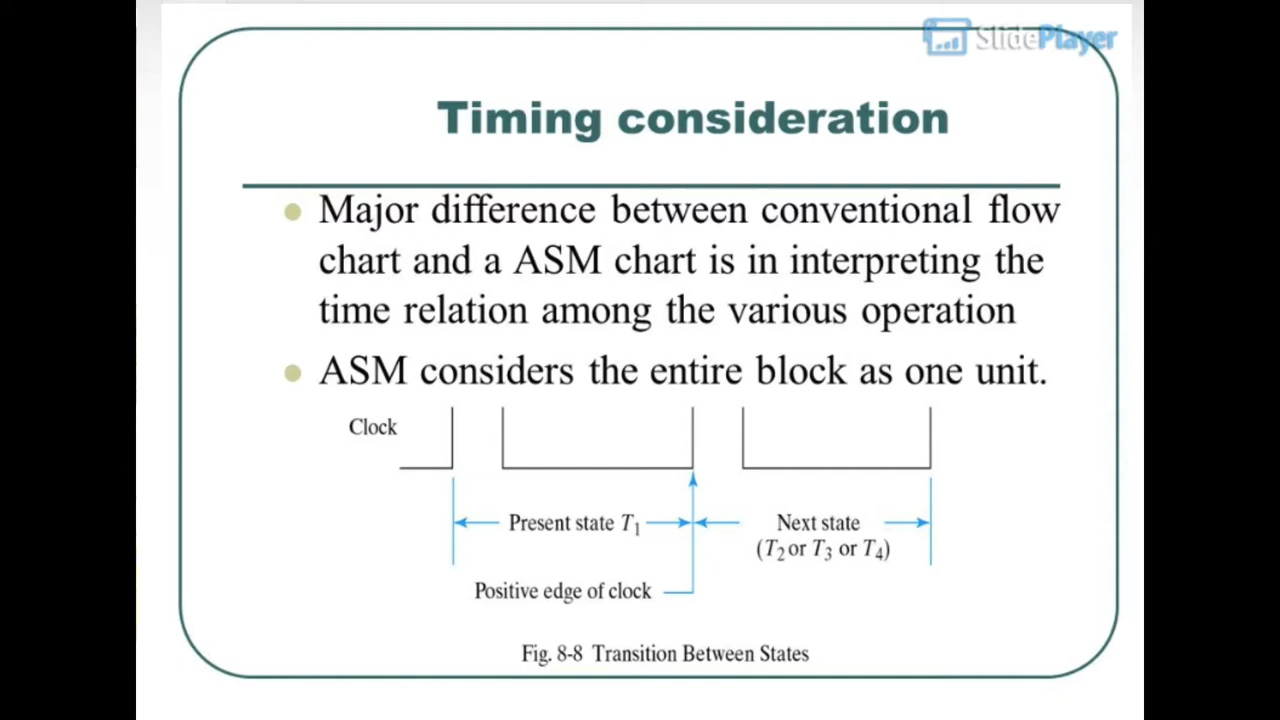 SlidePlayer
Timing consideration
Major difference between conventional flow
chart and a ASM chart is in interpreting the
time relation among the various operation
ASM considers the entire block as one unit.
Clock
Present state T1
Next state
(T2 or T3 or T4)
Positive edge of clock
Fig. 8-8 Transition Between States